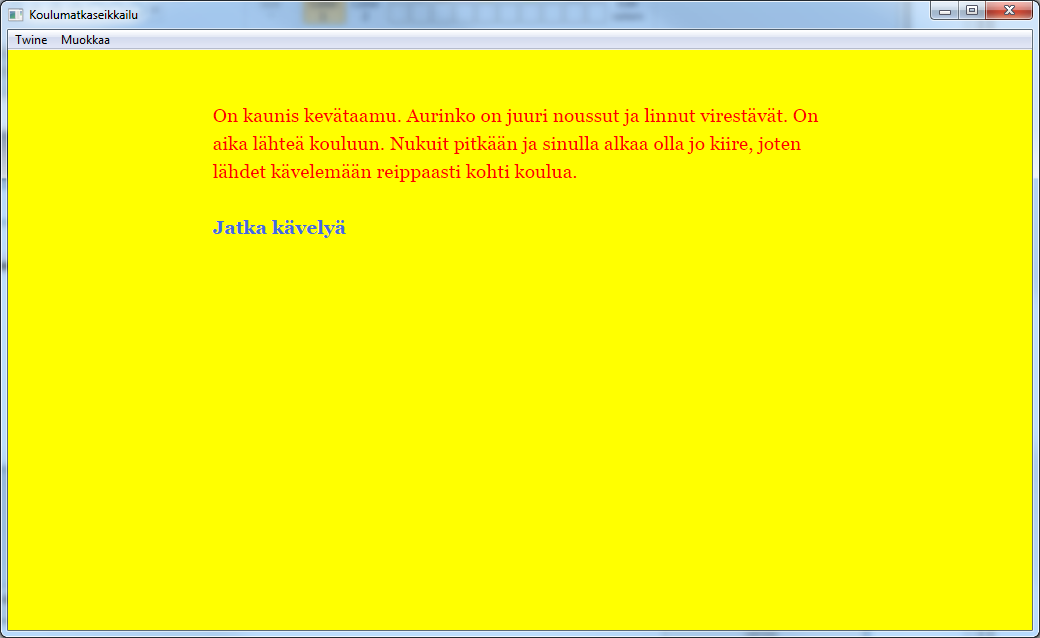 Koulumatkaseikkailu
Twine Muokkaa
On kaunis kevätaamu. Aurinko on juuri noussut ja linnut virestävät. On
aika lähteä kouluun. Nukuit pitkään ja sinulla alkaa olla jo kiire, joten
lähdet kävelemään reippaasti kohti koulua.
Jatka kävelyä